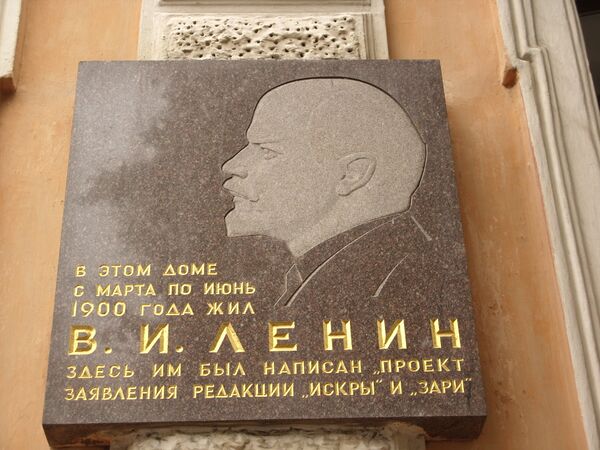 В ЭТОМ ДОМЕ
С МАРТА ПО ИЮНЬ
1900 ГОДА ЖИЛ
В. И. ЛЕНИН
ЗДЕСЬ ИМ БЫЛ НАПИСАН „ПРОЕКТ
ЗАЯВЛЕНИЯ РЕДАКЦИИ „ИСКРЫ" И „ЗАРИ"